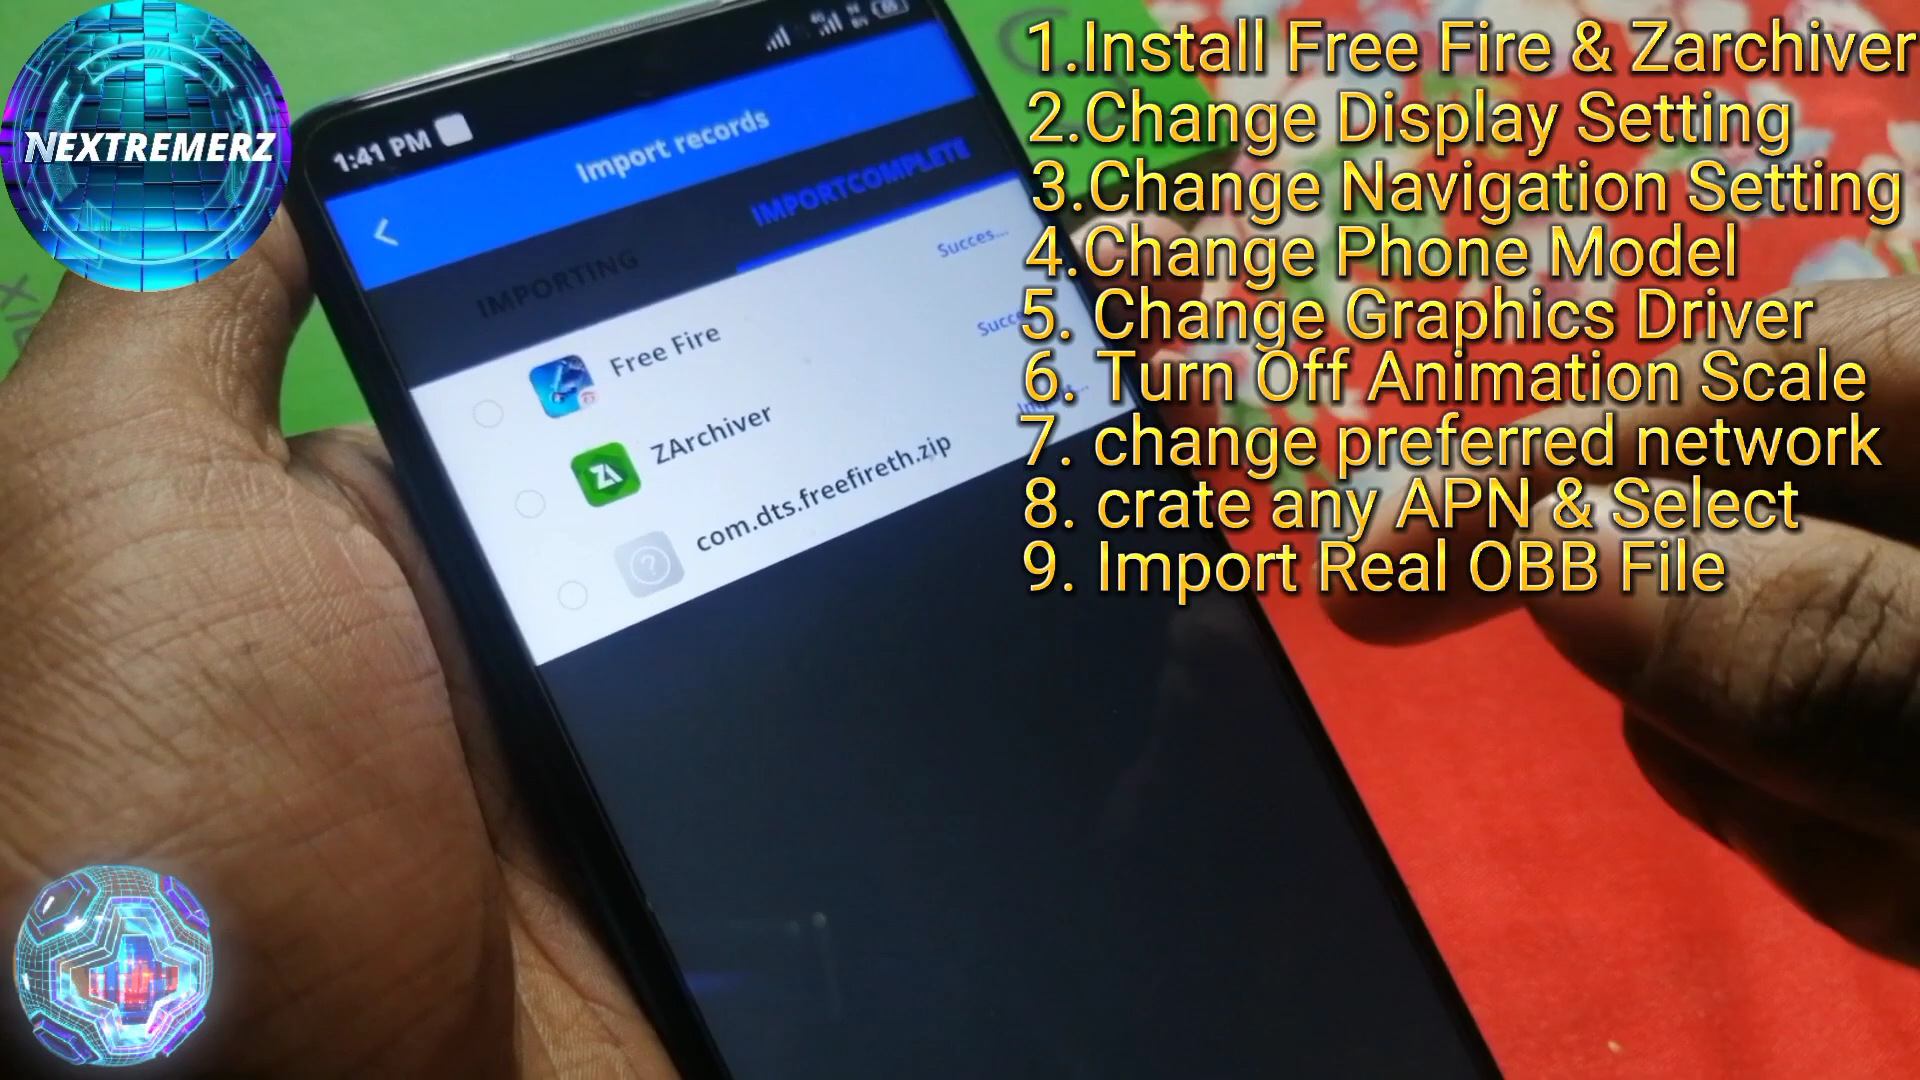 NEXTREMERZ
1:41 PM
Import records
IMPORTING
IMPORTCOMPLETE
Succes...
Free Fire
ZArchiver
com.dts.freefireth.zip
1.Install Free Fire & Zarchiver
2.Change Display Setting
3.Change Navigation Setting
4.Change Phone Model
5. Change Graphics Driver
6. Turn Off Animation Scale
7. change preferred network
8. crate any APN & Select
9. Import Real OBB File